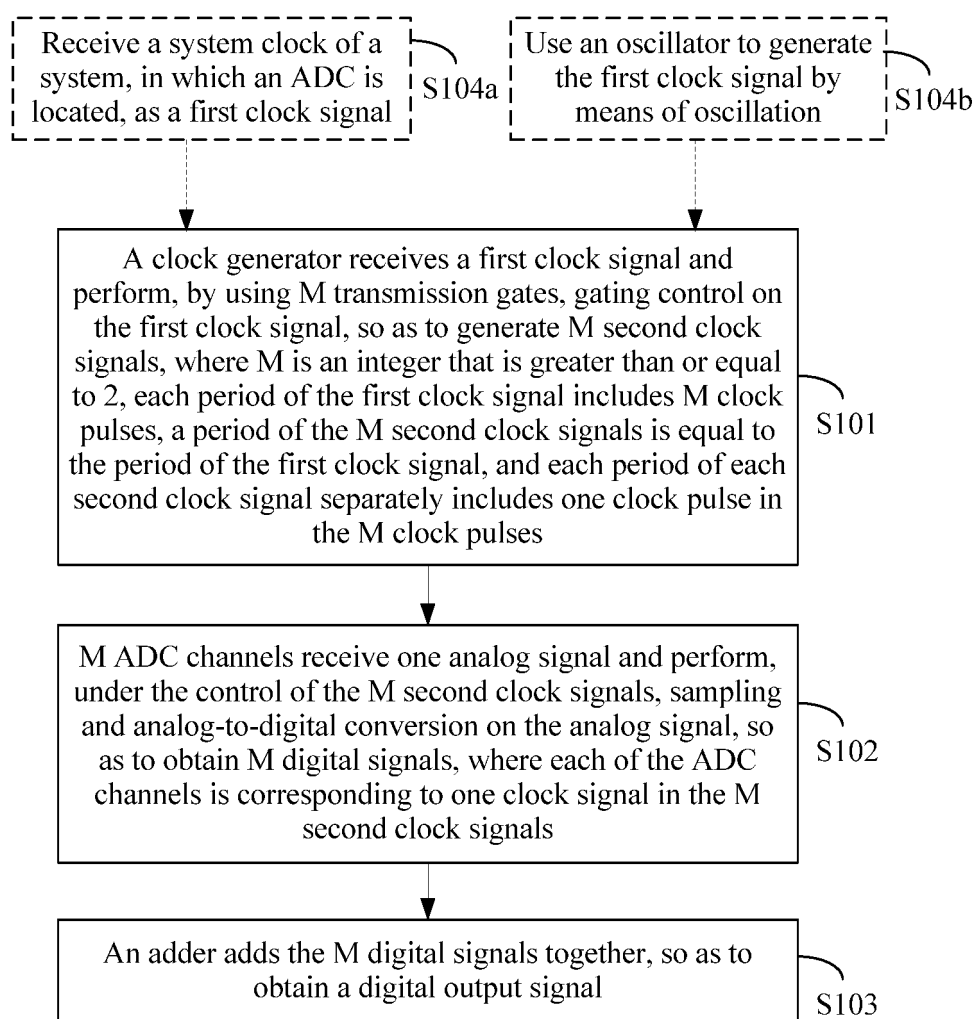 Receive a system clock of a
system, in which an ADC is
located, as a first clock signal
S104a
Use an oscillator to generate
the first clock signal by
means of oscillation
S104b
A clock generator receives a first clock signal and
perform, by using M transmission gates, gating control on
the first clock signal, so as to generate M second clock
signals, where M is an integer that is greater than or equal
to 2, each period of the first clock signal includes M clock
pulses, a period of the M second clock signals is equal to
the period of the first clock signal, and each period of each
second clock signal separately includes one clock pulse in
the M clock pulses
S101
M ADC channels receive one analog signal and perform,
under the control of the M second clock signals, sampling
and analog-to-digital conversion on the analog signal, so
as to obtain M digital signals, where each of the ADC
channels is corresponding to one clock signal in the M
second clock signals
S102
An adder adds the M digital signals together, so as to
obtain a digital output signal
S103